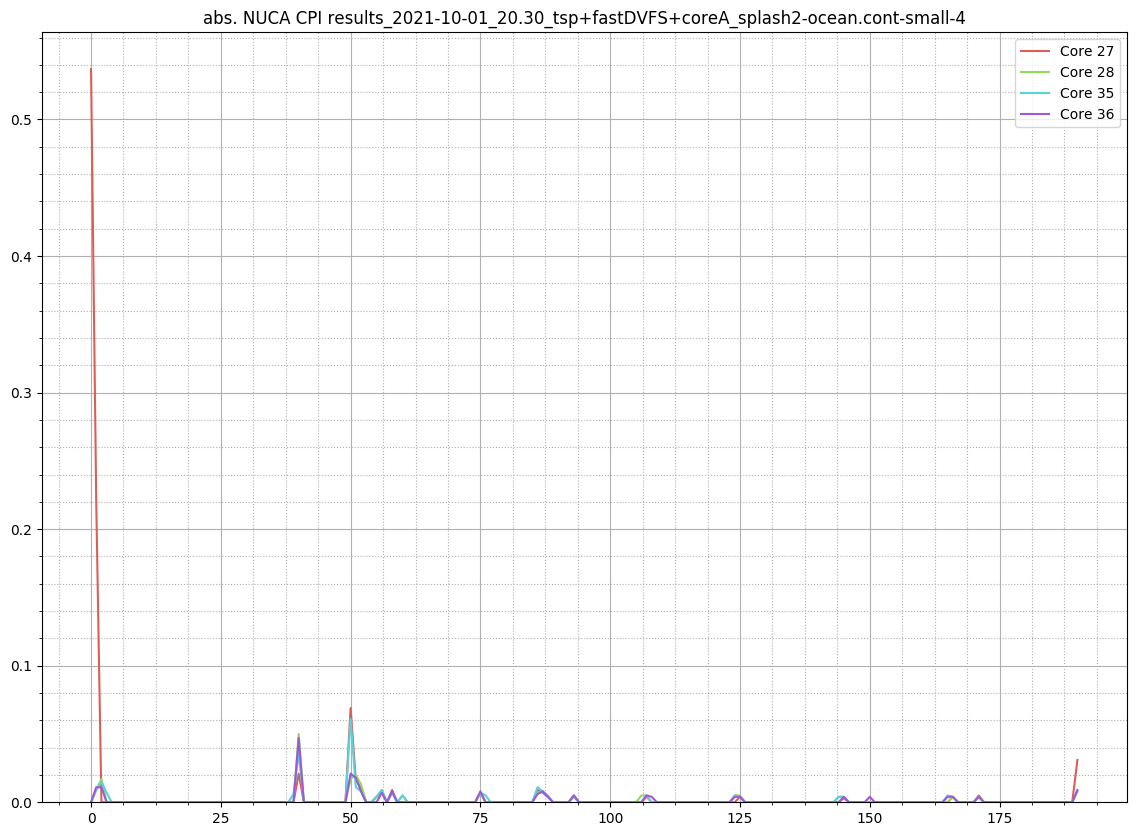 abs. NUCA CPI results_2021-10-01_20.30_tsp+fastDVFS+coreA_splash2-ocean.cont-small-4
Core 27
Core 28
Core 35
Core 36
0.5
0.4
0.3
0.2
0.1
0.0
0 25 50 75 100 125 150 175